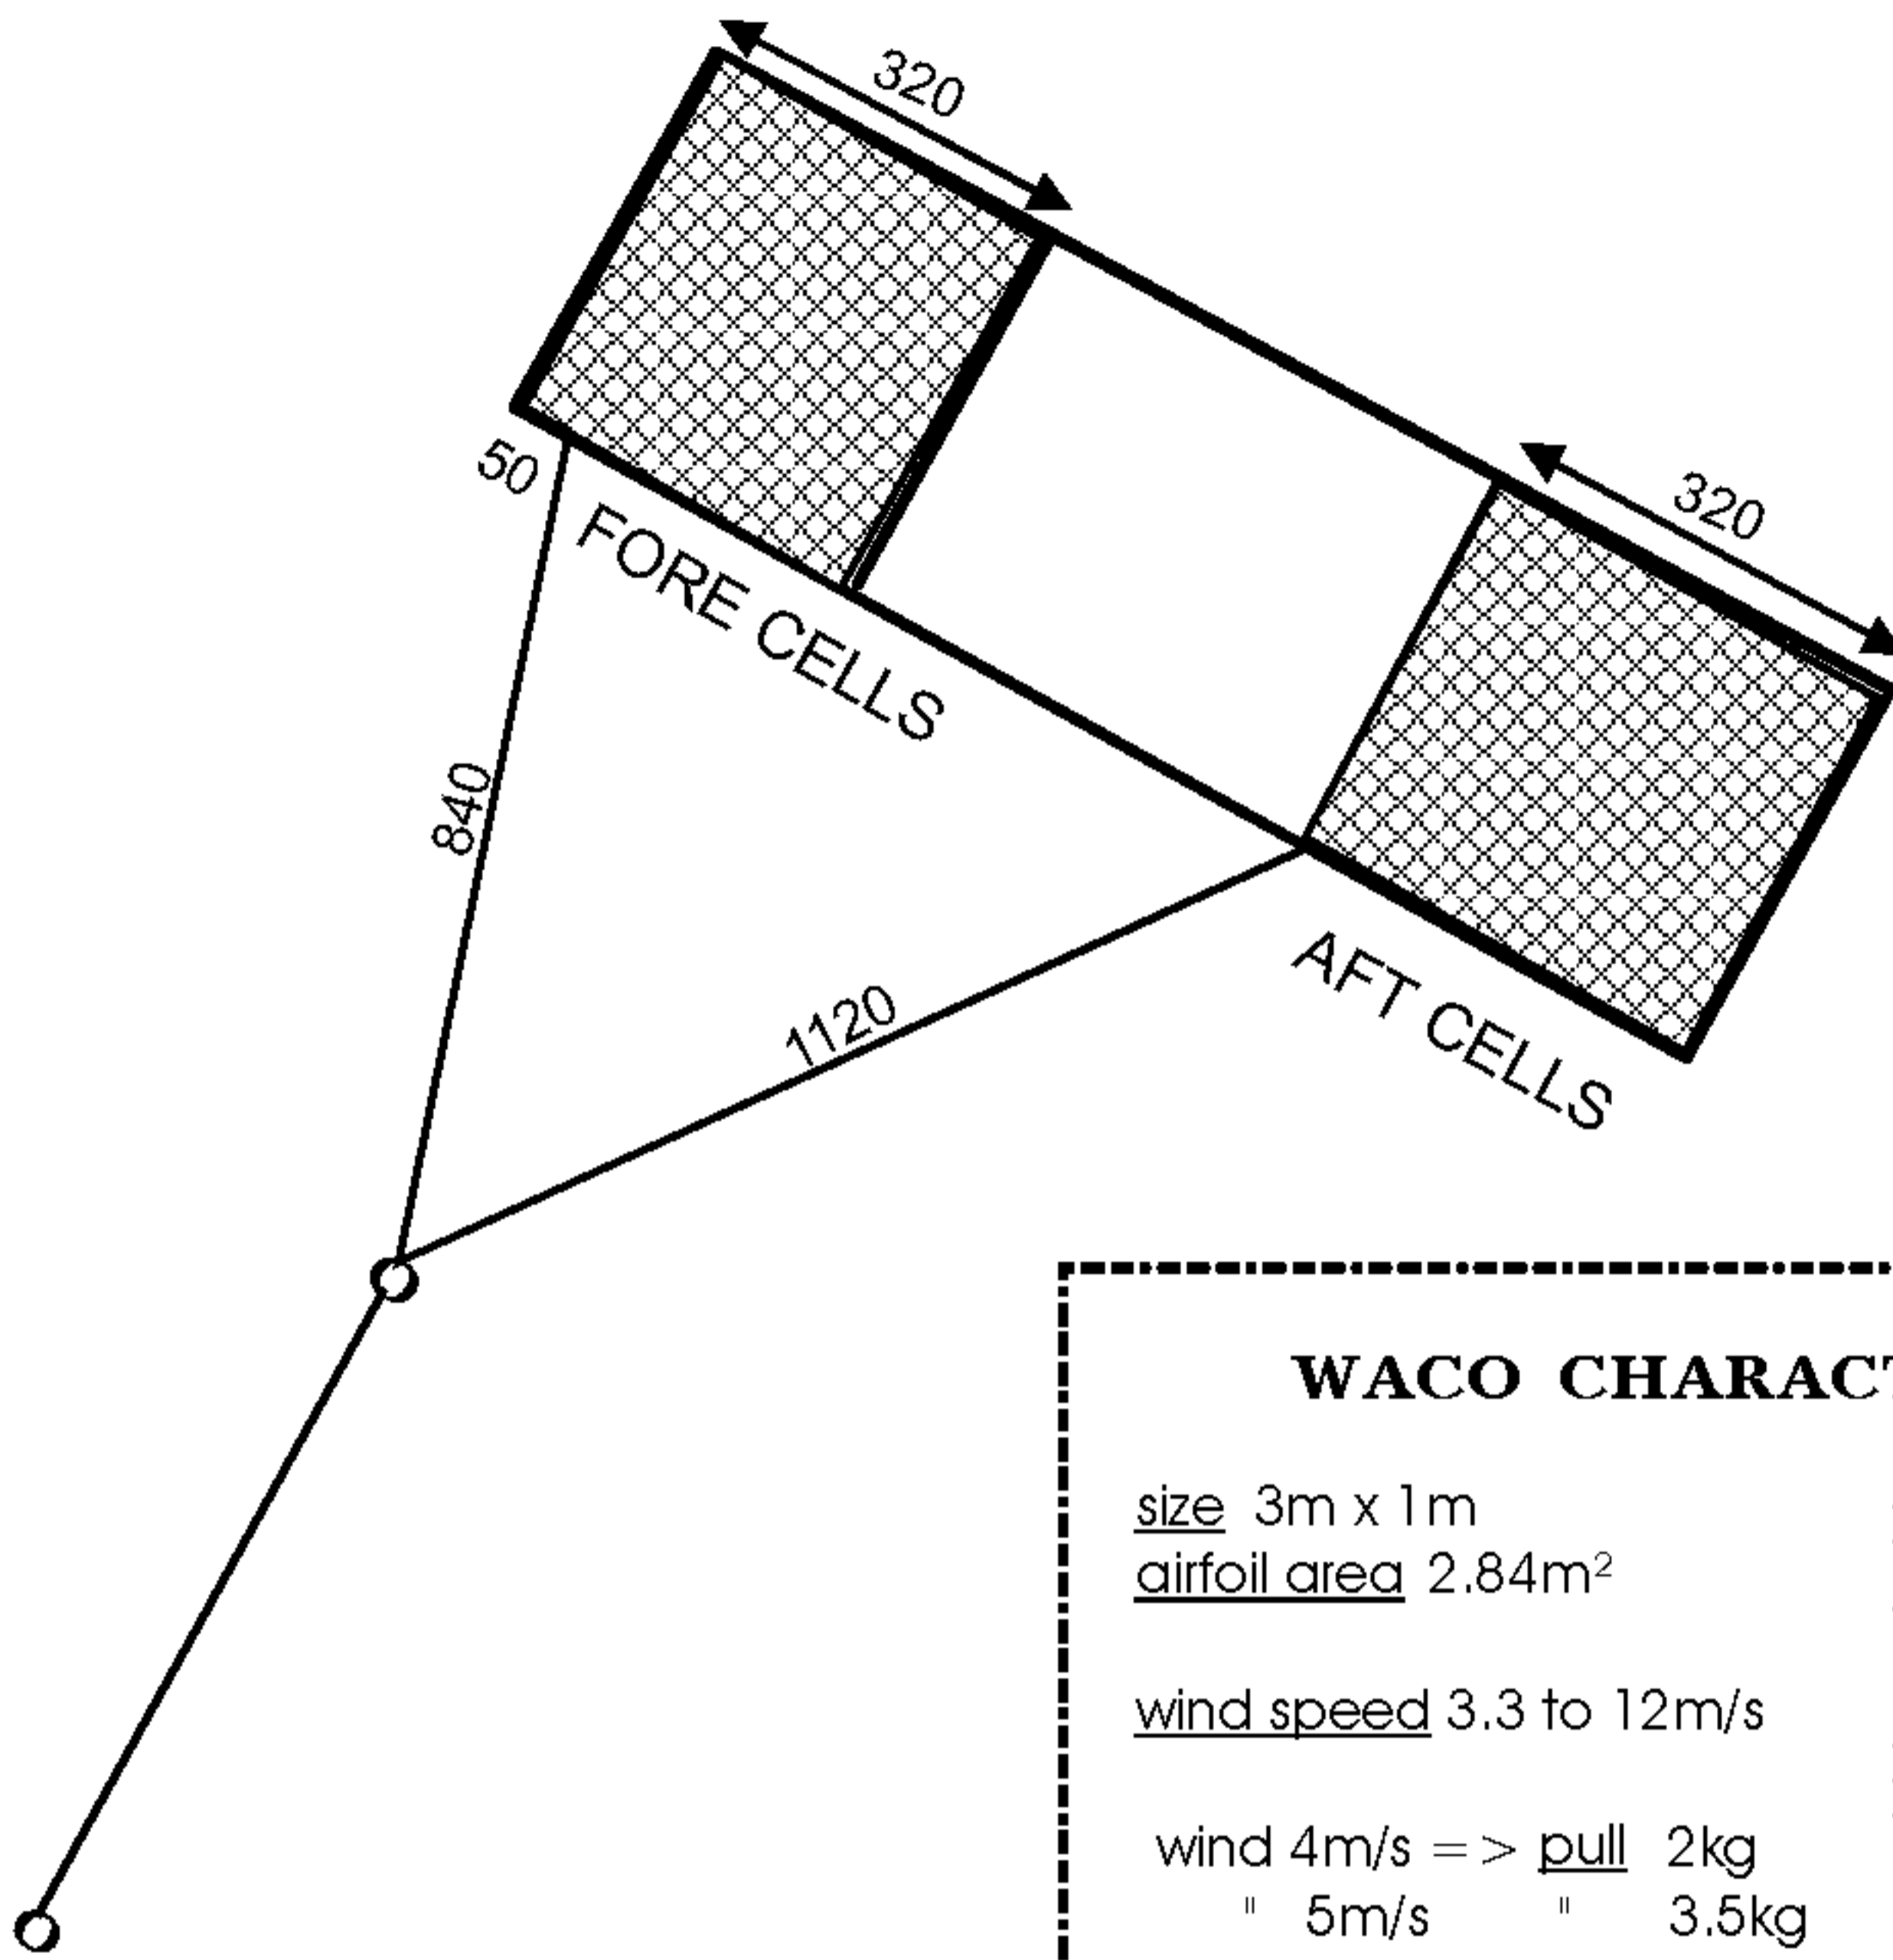 320
320
50
FORE CELLS
840
1120
AFT CELLS
WACO CHARACT
size 3m x 1m
airfoil area 2.84m²
wind speed 3.3 to 12m/s
wind 4m/s = > pull 2kg
" 5m/s " 3.5kg